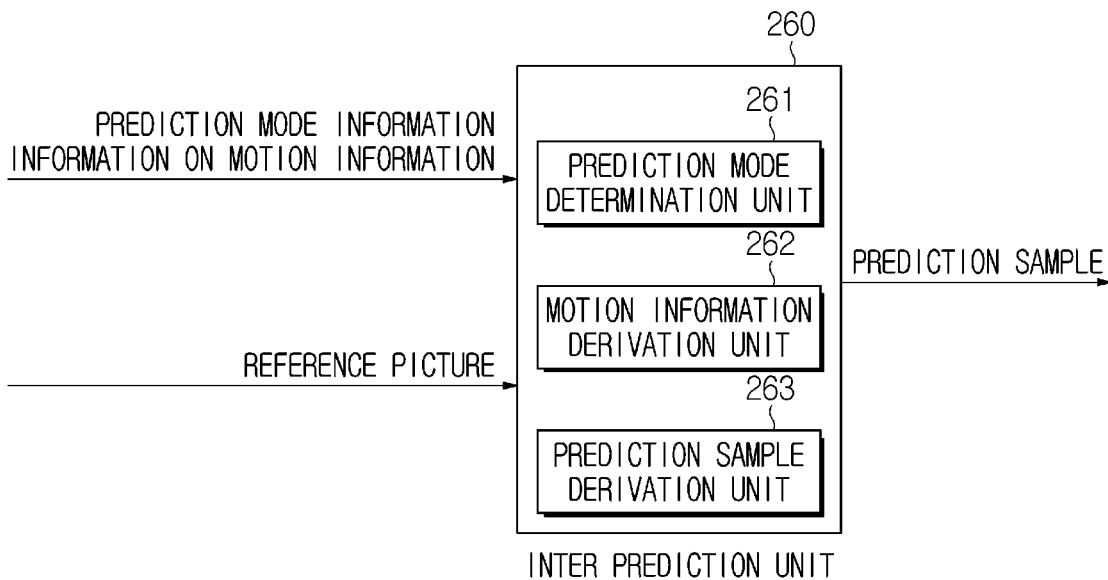 260
261
PREDICTION MODE INFORMATION
INFORMATION ON MOTION INFORMATION
PREDICTION MODE
DETERMINATION UNIT
262
PREDICTION SAMPLE
MOTION INFORMATION
DERIVATION UNIT
REFERENCE PICTURE
263
PREDICTION SAMPLE
DERIVATION UNIT
INTER PREDICTION UNIT